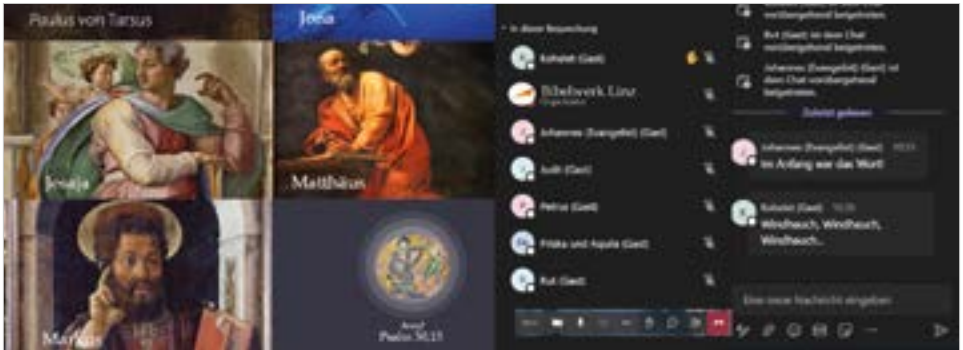 Paulus von Tarsus
Jona
Jesaja
Matthäus
Markus
Anruf
Psalm 50,15
In dieser Besprechung
Kohelet (Gast)
Bibelwerk Linz
Organisator
Johannes (Evangelist) (Gast)
Judit (Gast)
Petrus (Gast)
Priska und Aquila (Gast)
Rut (Gast)
vorübergehend beigetreten.
Rut (Gast) ist dem Chat
vorübergehend beigetreten.
Johannes (Evangelist) (Gast) ist
dem Chat vorübergehend
beigetreten.
Zuletzt gelesen
Johannes (Evangelist) (Gast)
Im Anfang war das Wort!
Kohelet (Gast)
Windhauch, Windhauch,
Windhauch...
Eine neue Nachricht eingeben